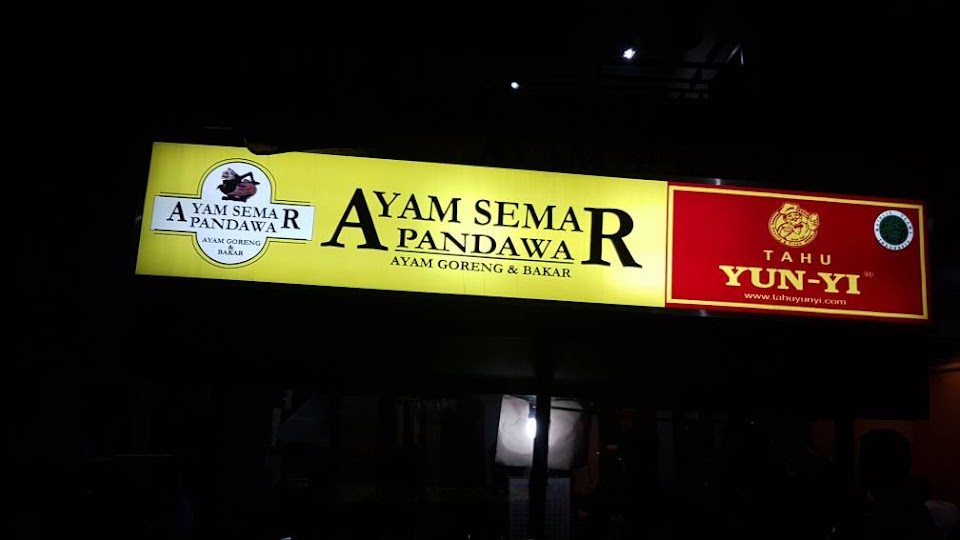 AYAM SEMAR
PANDAWA
AYAM GORENG
&
BAKAR
AYAM SEMAR
PANDAWA
AYAM GORENG & BAKAR
TAHU
YUN-YI®
www.tahuyunyi.com